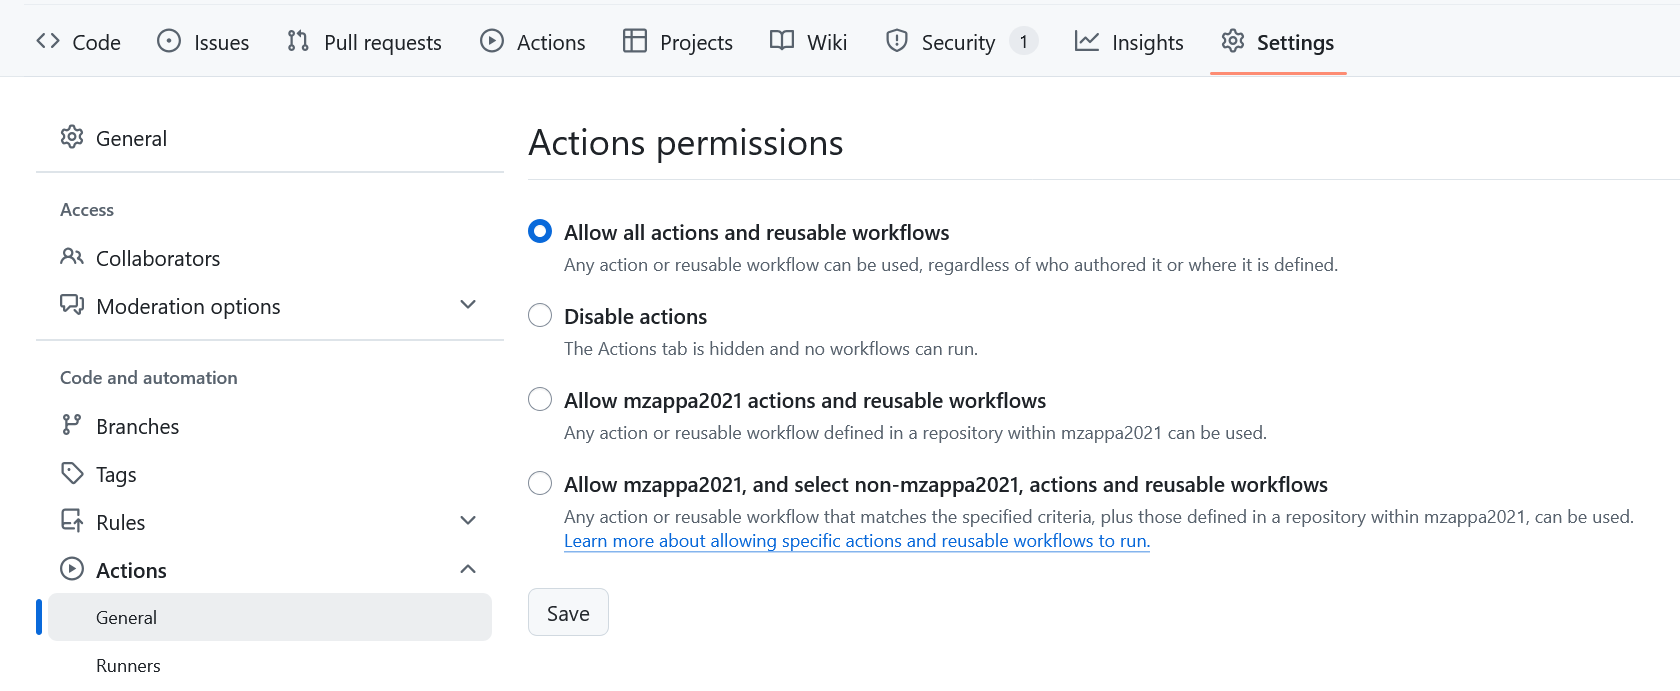 Code Issues Pull requests Actions Projects Wiki Security 1 Insights Settings
General
Access
Collaborators
Moderation options
Code and automation
Branches
Tags
Rules
Actions
General
Runners
Actions permissions
Allow all actions and reusable workflows
Any action or reusable workflow can be used, regardless of who authored it or where it is defined.
Disable actions
The Actions tab is hidden and no workflows can run.
Allow mzappa2021 actions and reusable workflows
Any action or reusable workflow defined in a repository within mzappa2021 can be used.
Allow mzappa2021, and select non-mzappa2021, actions and reusable workflows
Any action or reusable workflow that matches the specified criteria, plus those defined in a repository within mzappa2021, can be used.
Learn more about allowing specific actions and reusable workflows to run.
Save